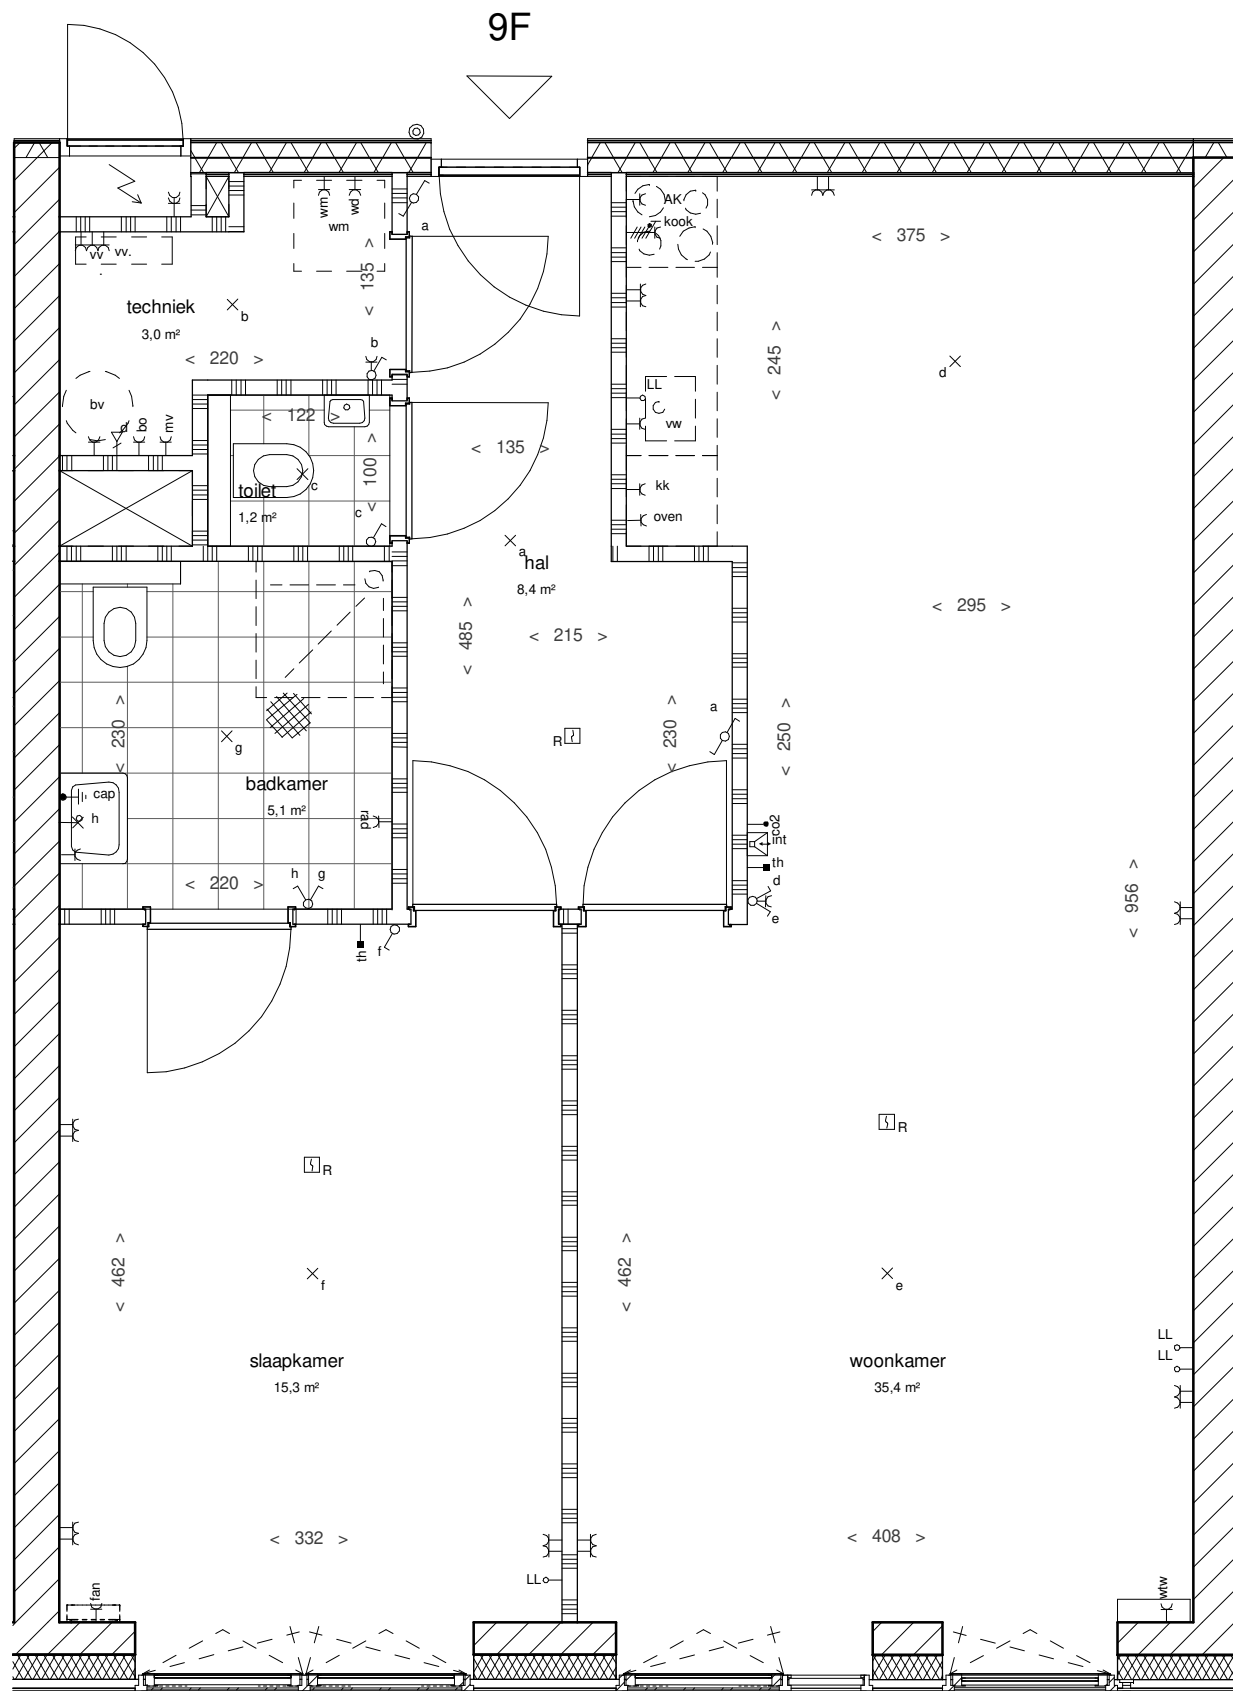 9F
AK
kook
< 375 >
a
wm
wd
wm
vv
vv.
< 135 >
techniek
b
3,0 m²
< 220 >
b
< 245 >
d
LL
vw
bv
bo
mv
< 122 >
< 100 >
< 135 >
toilet
c
1,2 m²
c
kk
oven
a
hal
8,4 m²
< 485 >
< 215 >
< 295 >
< 230 >
g
R
< 230 >
a
< 250 >
badkamer
5,1 m²
cap
h
rad
co2
int
th
< 220 >
h
g
d
e
< 956 >
th
f
R
R
< 462 >
f
< 462 >
e
slaapkamer
15,3 m²
woonkamer
35,4 m²
LL
LL
< 332 >
< 408 >
LL
fan
wtw